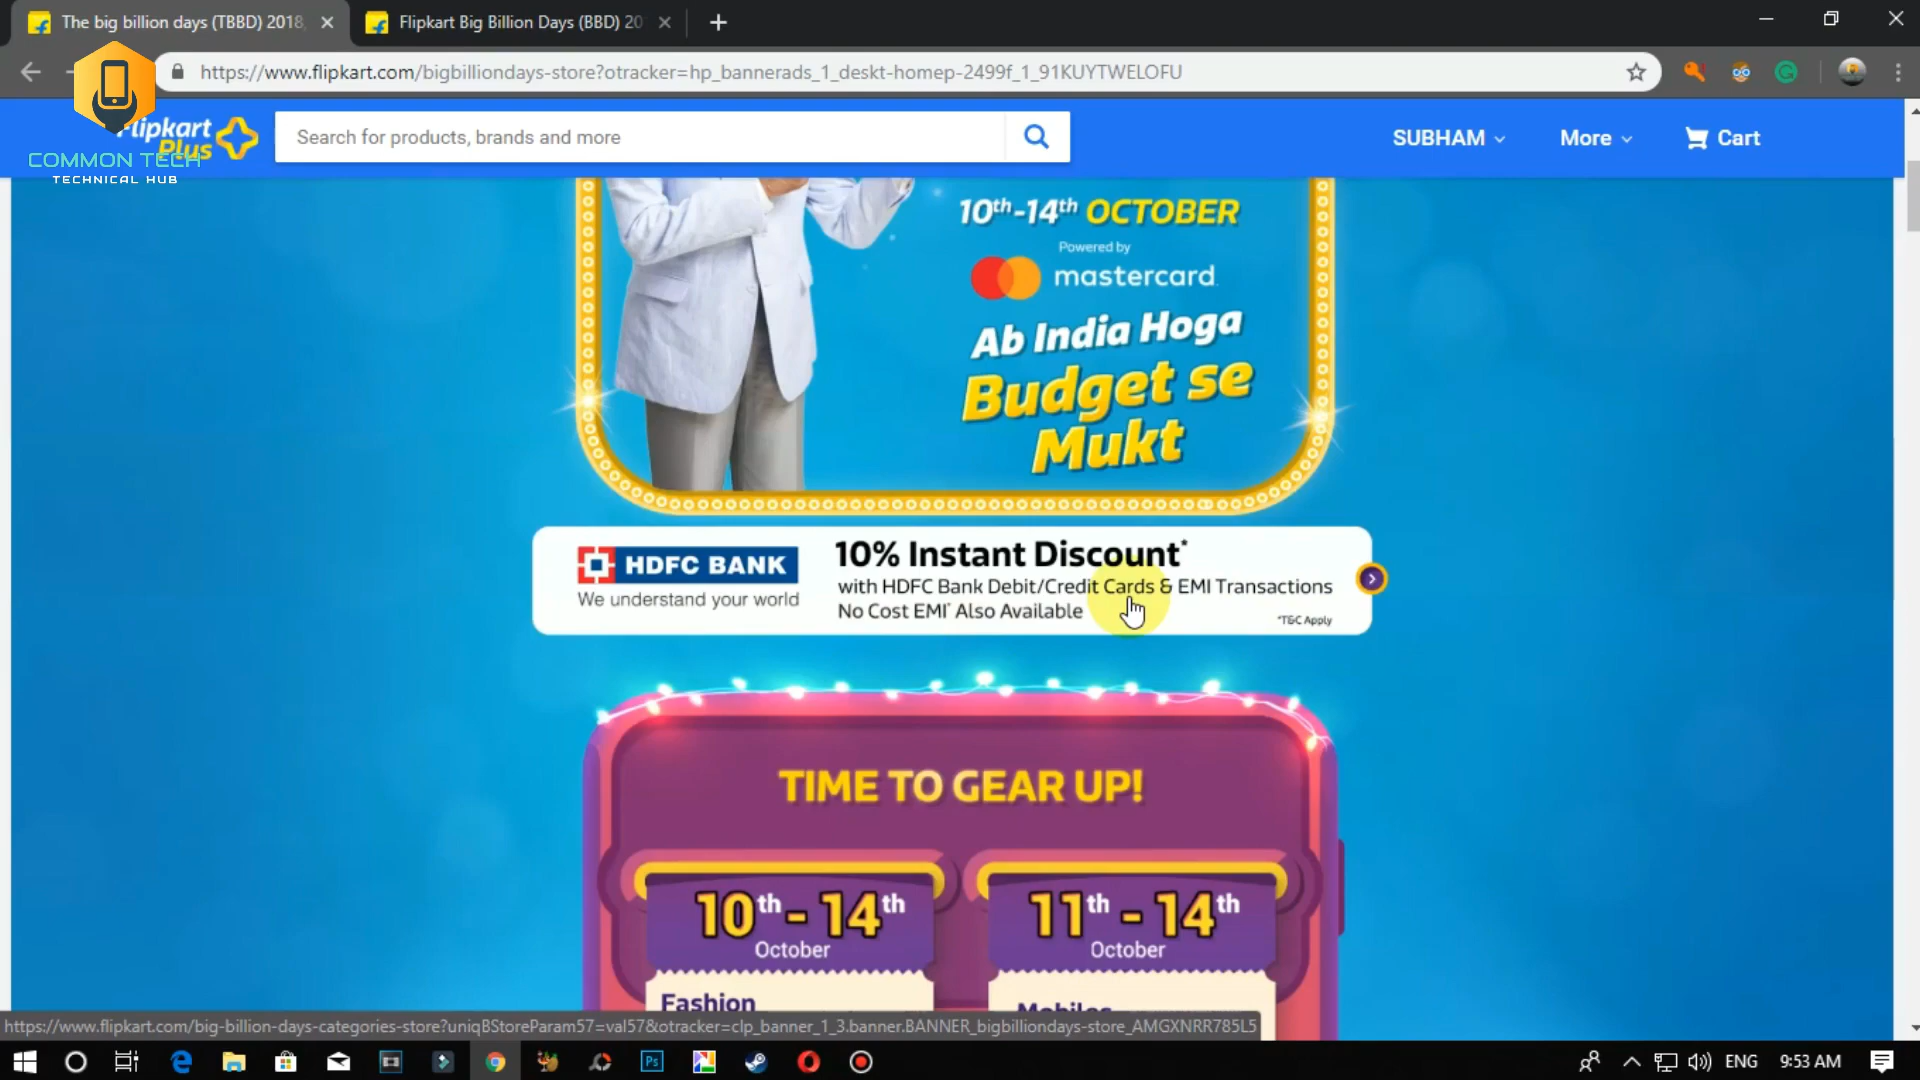 The big billion days (TBBD) 2018,
Flipkart Big Billion Days (BBD) 20
https://www.flipkart.com/bigbilliondays-store?otracker=hp_bannerads_1_deskt-homep-2499f_1_91KUYTWELOFU
Flipkart
Plus
COMMON TECH
TECHNICAL HUB
Search for products, brands and more
SUBHAM
More
Cart
10th-14th OCTOBER
Powered by
mastercard
Ab India Hoga
Budget se
Mukt
HDFC BANK
We understand your world
10% Instant Discount*
with HDFC Bank Debit/Credit Cards & EMI Transactions
No Cost EMI* Also Available
*T&C Apply
TIME TO GEAR UP!
10th - 14th
October
11th - 14th
October
Fashion
Mobiles
https://www.flipkart.com/big-billion-days-categories-store?uniqBStoreParam57=val57&otracker=clp_banner_1_3.banner.BANNER_bigbilliondays-store_AMGXNRR785L5
Ps
ENG
9:53 AM